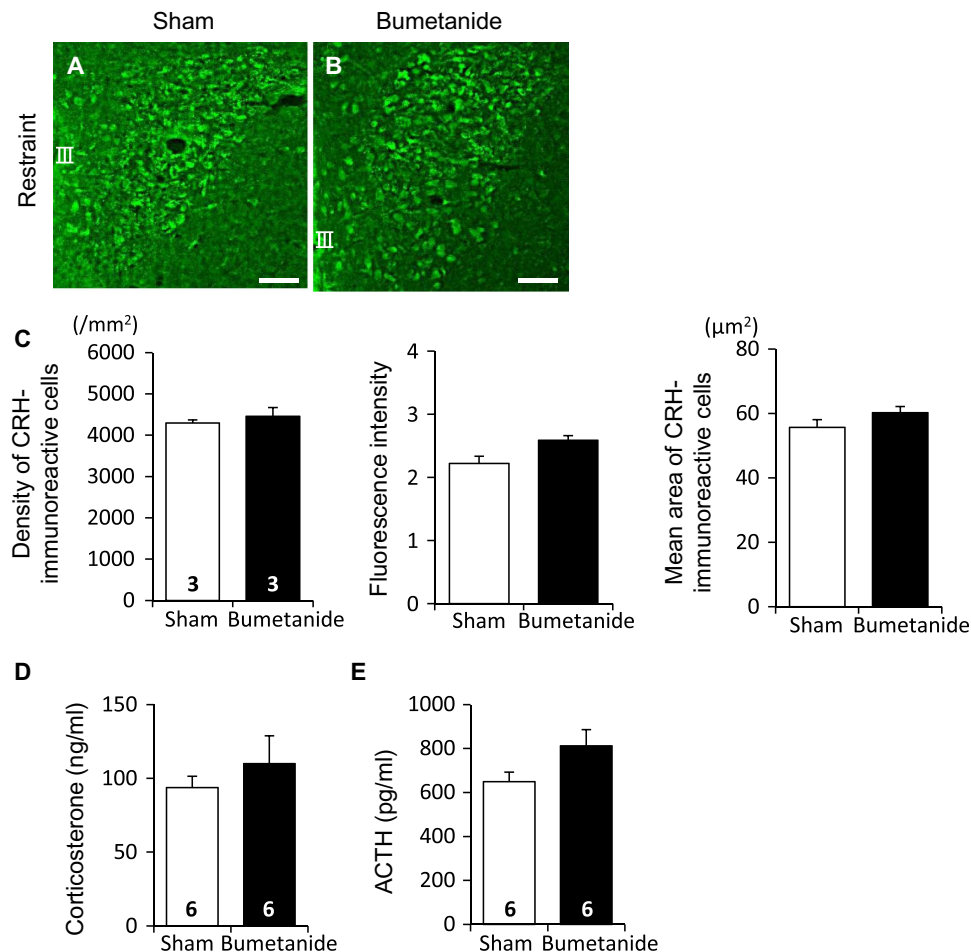 Sham
Bumetanide
Restraint
A
B
Ⅲ
Ⅲ
C
(/mm²)
Density of CRH-
immunoreactive cells
6000
5000
4000
3000
2000
1000
0
3
3
Sham
Bumetanide
Fluorescence intensity
4
3
2
1
0
Sham
Bumetanide
(μm²)
Mean area of CRH-
immunoreactive cells
80
60
40
20
0
Sham
Bumetanide
D
Corticosterone (ng/ml)
150
100
50
0
6
6
Sham
Bumetanide
E
ACTH (pg/ml)
1000
800
600
400
200
0
6
6
Sham
Bumetanide